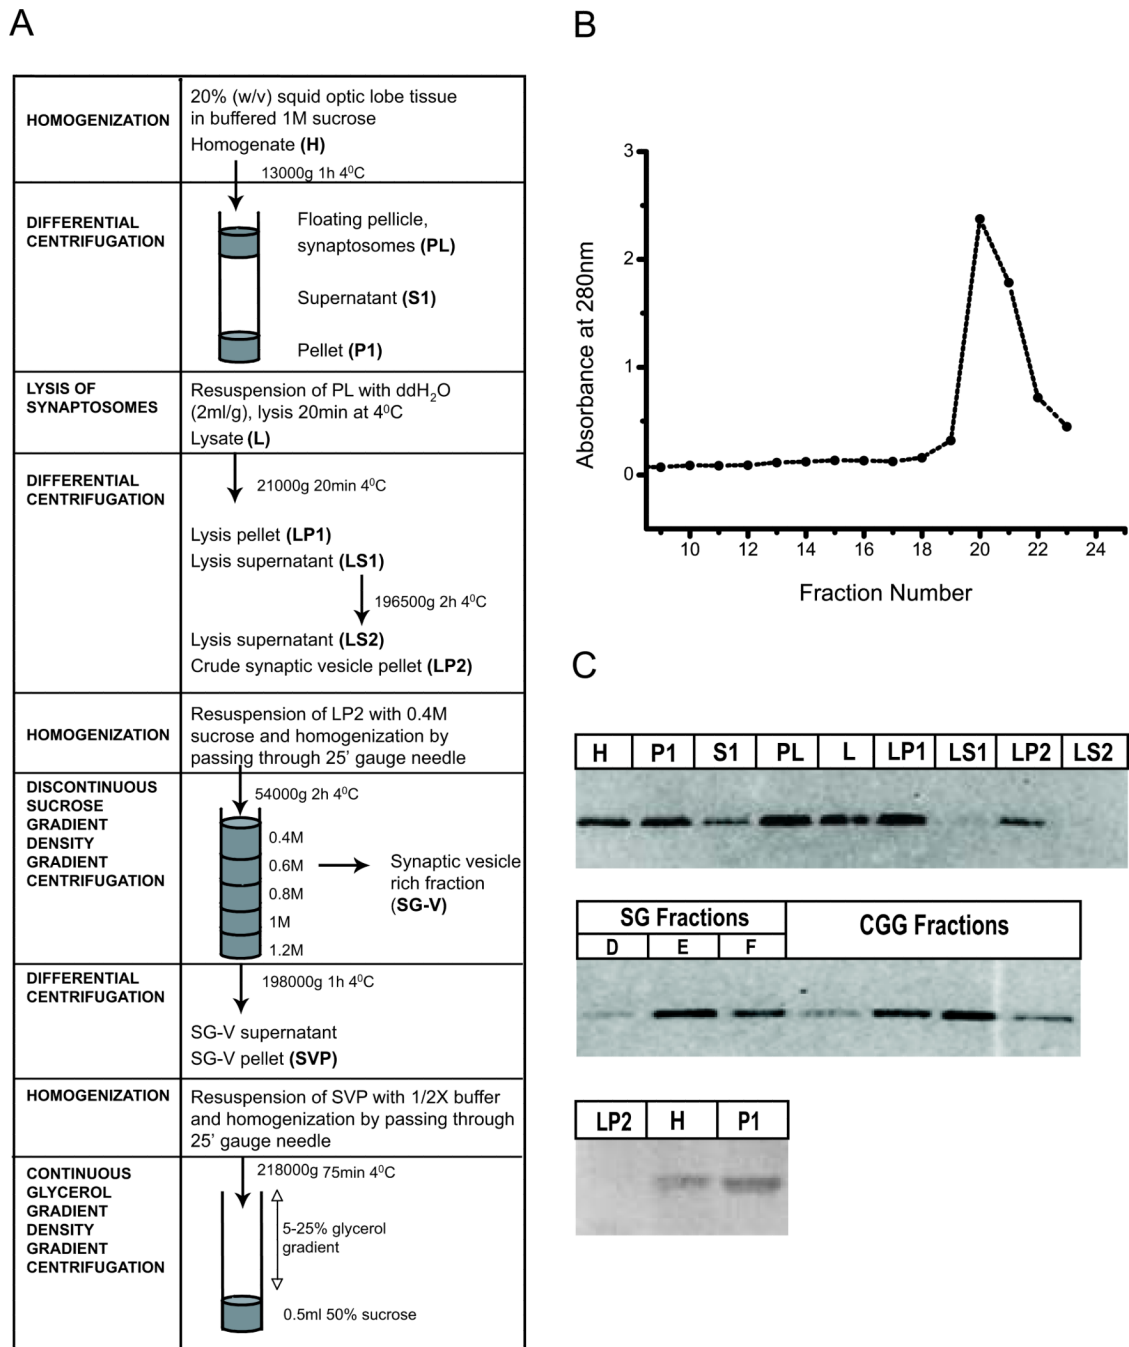 A
HOMOGENIZATION
20% (w/v) squid optic lobe tissue
in buffered 1M sucrose
Homogenate (H)
13000g 1h 4⁰C
DIFFERENTIAL
CENTRIFUGATION
Floating pellicle,
synaptosomes (PL)
Supernatant (S1)
Pellet (P1)
LYSIS OF
SYNAPTOSOMES
Resuspension of PL with ddH₂O
(2ml/g), lysis 20min at 4⁰C
Lysate (L)
DIFFERENTIAL
CENTRIFUGATION
21000g 20min 4⁰C
Lysis pellet (LP1)
Lysis supernatant (LS1)
196500g 2h 4⁰C
Lysis supernatant (LS2)
Crude synaptic vesicle pellet (LP2)
HOMOGENIZATION
Resuspension of LP2 with 0.4M
sucrose and homogenization by
passing through 25' gauge needle
DISCONTINUOUS
SUCROSE
GRADIENT
DENSITY
GRADIENT
CENTRIFUGATION
54000g 2h 4⁰C
0.4M
0.6M
0.8M
1M
1.2M
Synaptic vesicle
rich fraction
(SG-V)
DIFFERENTIAL
CENTRIFUGATION
198000g 1h 4⁰C
SG-V supernatant
SG-V pellet (SVP)
HOMOGENIZATION
Resuspension of SVP with 1/2X buffer
and homogenization by passing through
25' gauge needle
CONTINUOUS
GLYCEROL
GRADIENT
DENSITY
GRADIENT
CENTRIFUGATION
218000g 75min 4⁰C
5-25% glycerol
gradient
0.5ml 50% sucrose
B
Absorbance at 280nm
3
2
1
0
10 12 14 16 18 20 22 24
Fraction Number
C
H P1 S1 PL L LP1 LS1 LP2 LS2
SG Fractions CGG Fractions
D E F
LP2 H P1